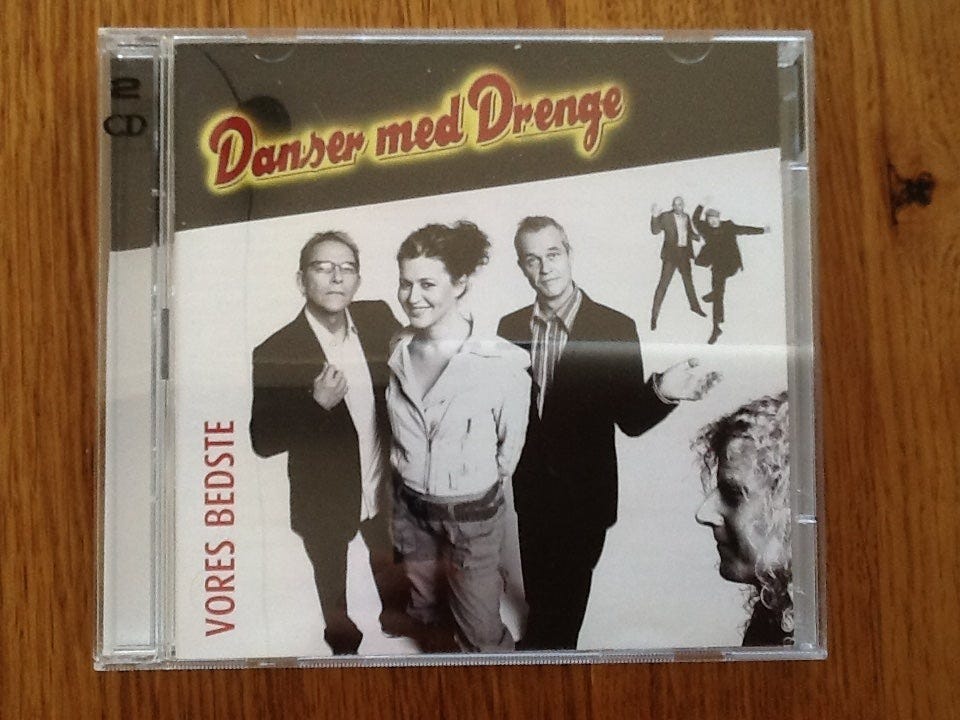 2
CD
Danser med Drenge
VORES BEDSTE